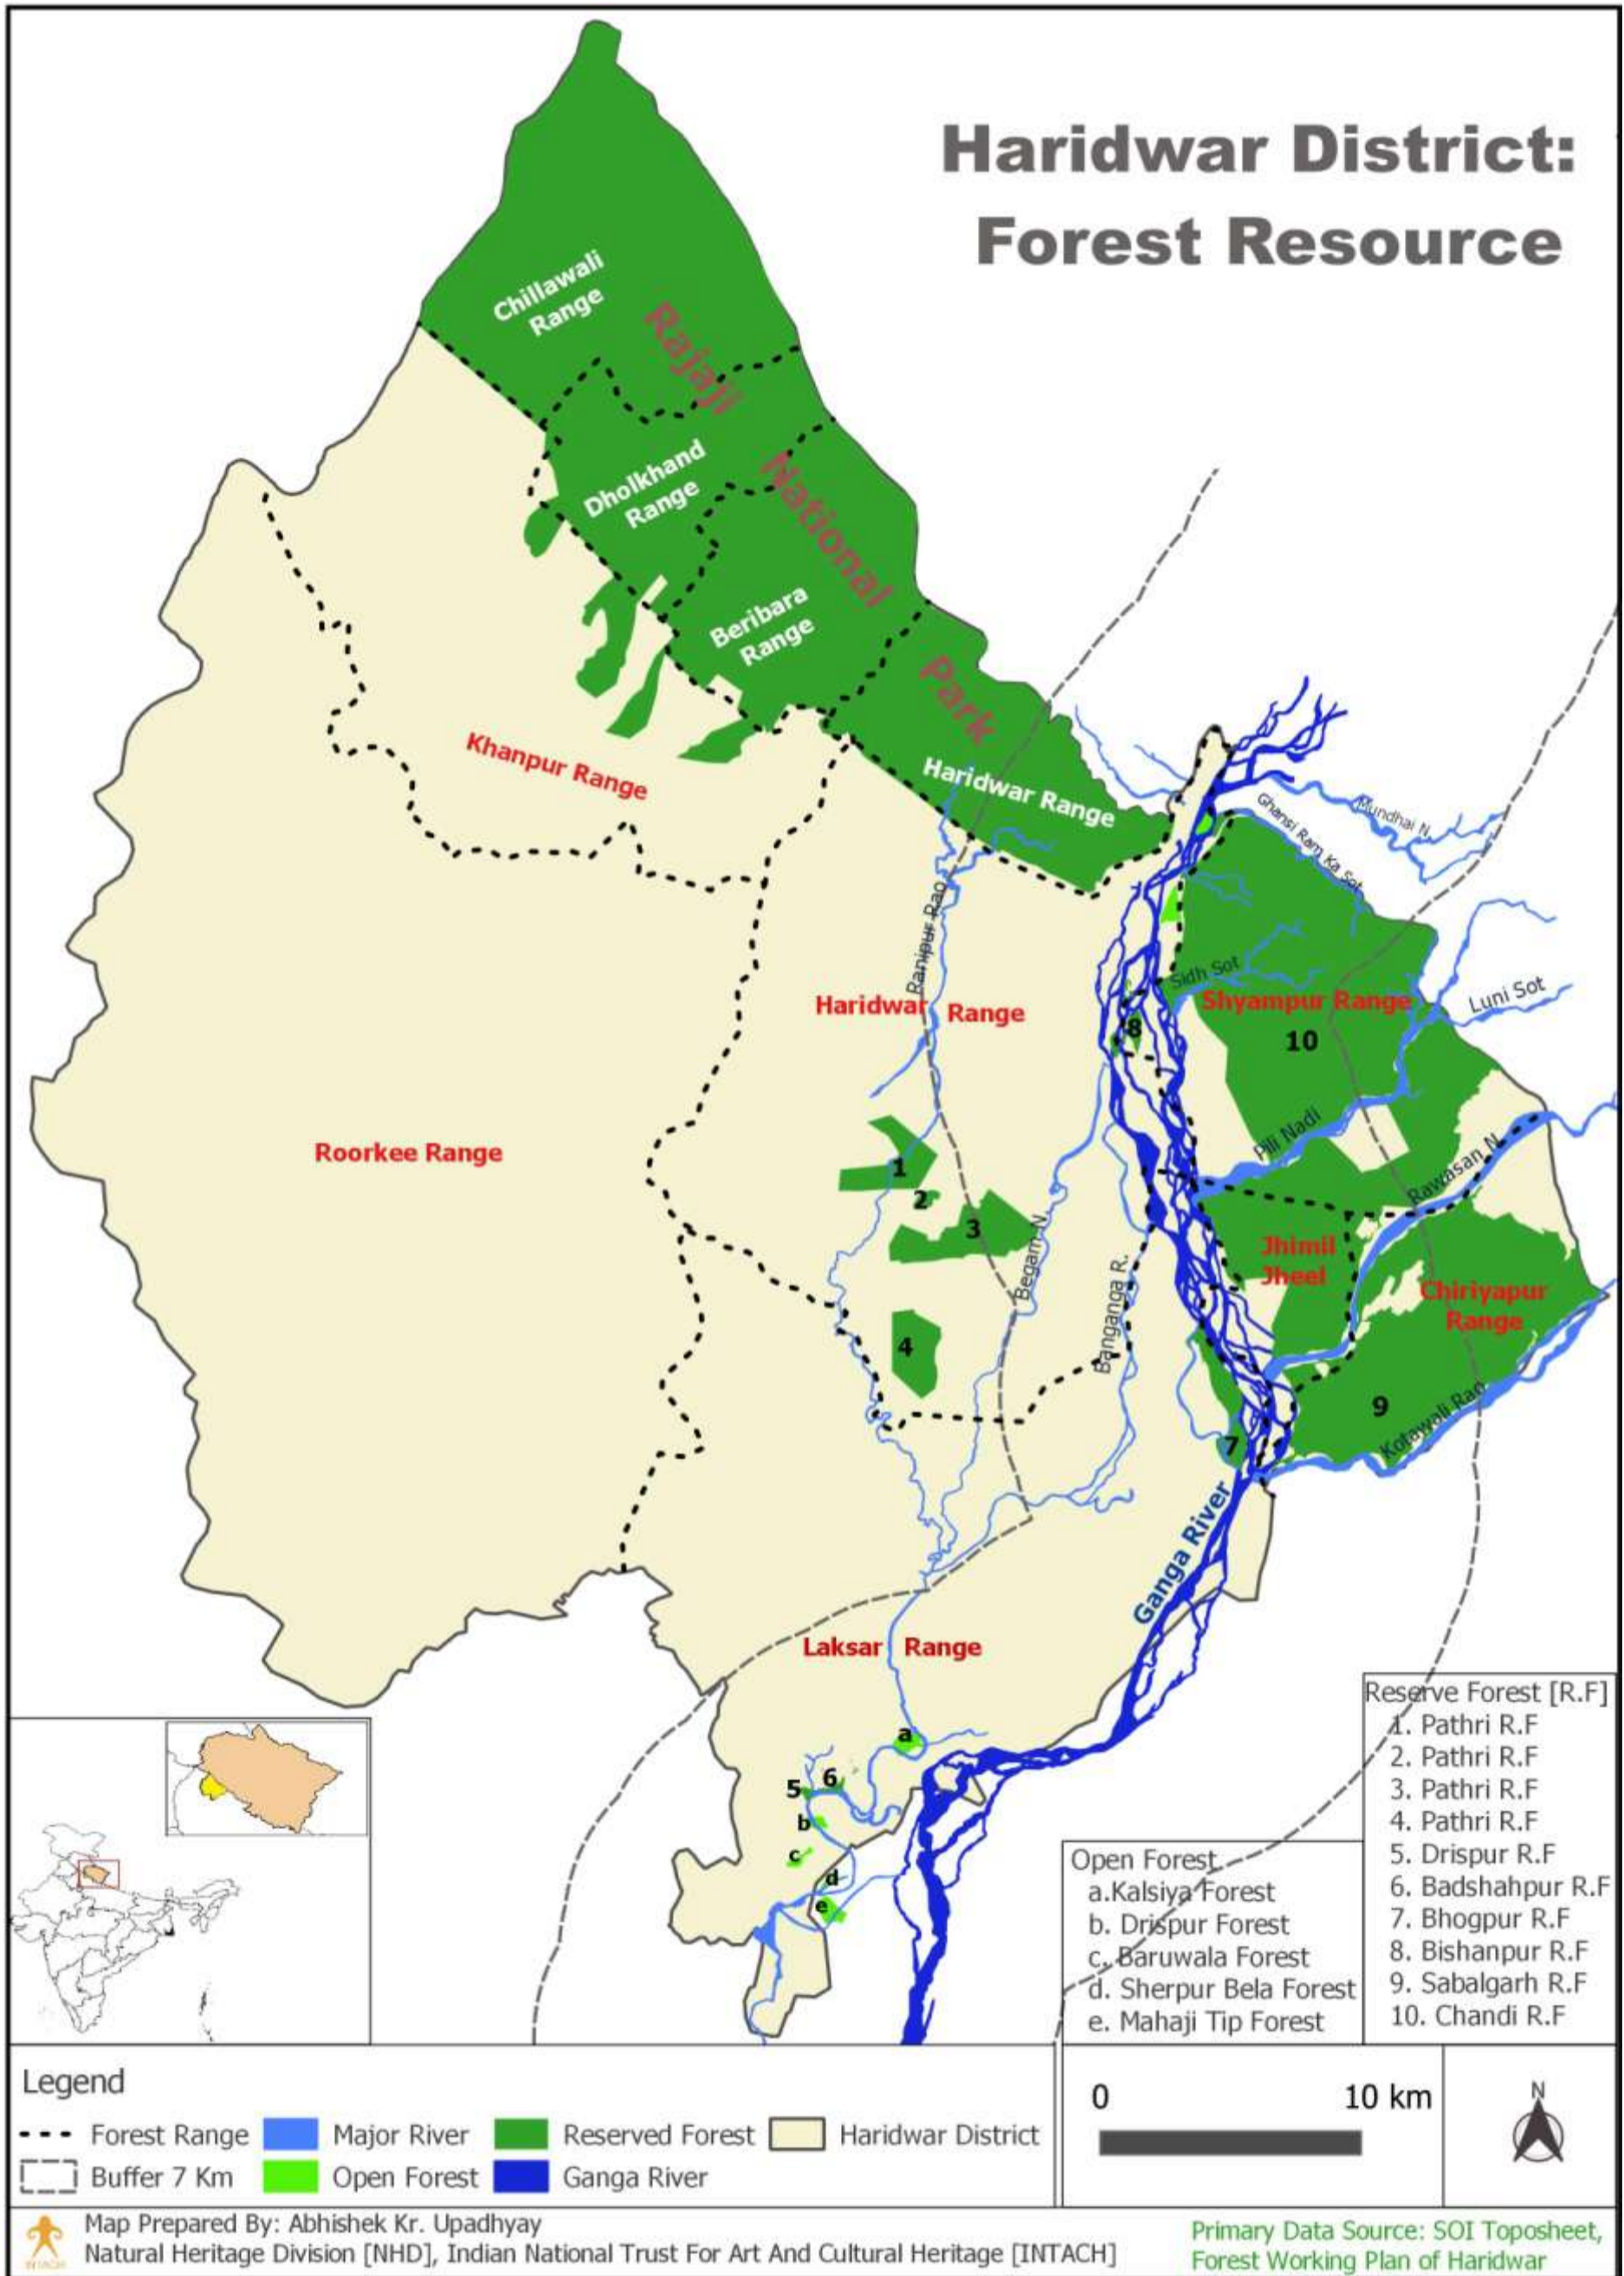 Haridwar District:
Forest Resource
Chillawali
Range
Rajaji
National
Park
Dholkhand
Range
Beribara
Range
Haridwar Range
Khanpur Range
Mundhai N.
Ghansi Ram Ka Sot
Ranipur Rao
Sidh Sot
Luni Sot
Haridwar Range
Shyampur Range
8
10
Roorkee Range
Pili Nadi
Rawasan N.
1
2
3
Begam N.
Banganga R.
Jhimil
Jheel
Chiriyapur
Range
4
9
Kotawali Rao
7
Ganga River
Laksar Range
a
5
6
b
c
d
e
Reserve Forest [R.F]
1. Pathri R.F
2. Pathri R.F
3. Pathri R.F
4. Pathri R.F
5. Drispur R.F
6. Badshahpur R.F
7. Bhogpur R.F
8. Bishanpur R.F
9. Sabalgarh R.F
10. Chandi R.F
Open Forest
a.Kalsiya Forest
b. Drispur Forest
c. Baruwala Forest
d. Sherpur Bela Forest
e. Mahaji Tip Forest
Legend
Forest Range
Major River
Reserved Forest
Haridwar District
Buffer 7 Km
Open Forest
Ganga River
0 10 km
N
INTACH
Map Prepared By: Abhishek Kr. Upadhyay
Natural Heritage Division [NHD], Indian National Trust For Art And Cultural Heritage [INTACH]
Primary Data Source: SOI Toposheet,
Forest Working Plan of Haridwar